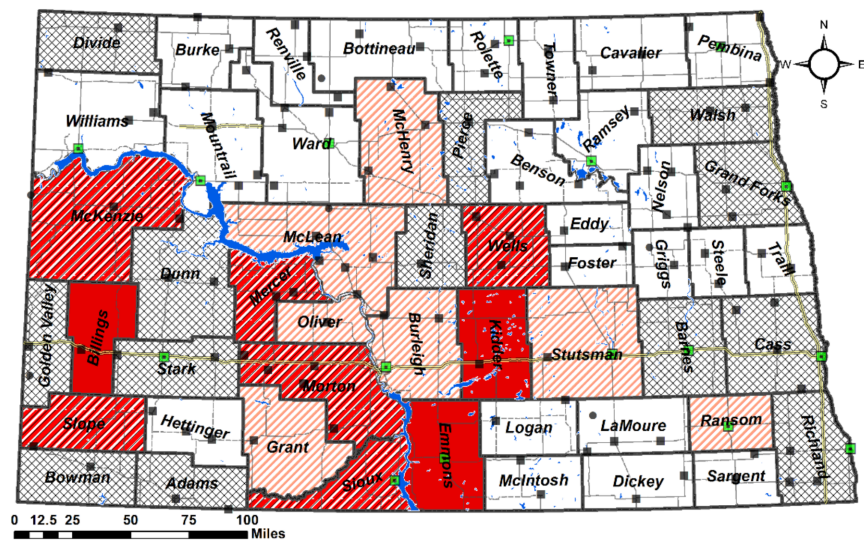 N
W E
S
Divide
Burke
Renville
Bottineau
Rolette
Towner
Cavalier
Pembina
Williams
Mountrail
Ward
McHenry
Pierce
Benson
Ramsey
Walsh
Nelson
Grand Forks
McKenzie
Dunn
McLean
Mercer
Sheridan
Wells
Eddy
Foster
Griggs
Steele
Traill
Golden Valley
Billings
Stark
Oliver
Morton
Burleigh
Kidder
Stutsman
Barnes
Cass
Slope
Hettinger
Grant
Emmons
Logan
LaMoure
Ransom
Richland
Bowman
Adams
Sioux
McIntosh
Dickey
Sargent
0 12.5 25 50 75 100
Miles